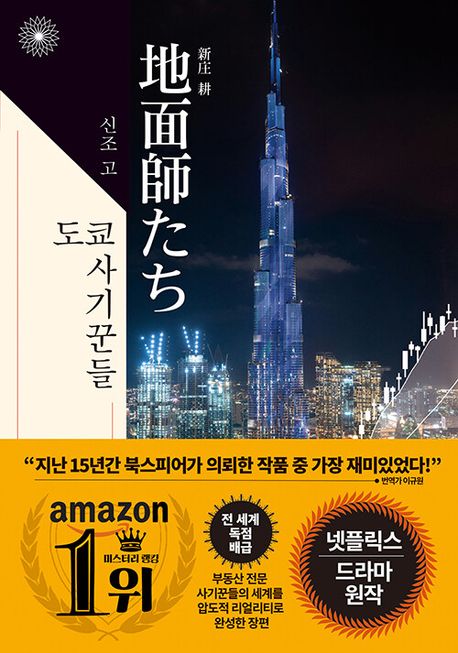 新庄 耕
地面師たち
신조 고
도쿄 사기꾼들
“지난 15년간 북스피어가 의뢰한 작품 중 가장 재미있었다!”
● 번역가 이규원
amazon
미스터리 랭킹
1위
전 세계
독점
배급
부동산 전문
사기꾼들의 세계를
압도적 리얼리티로
완성한 장편
넷플릭스
드라마
원작